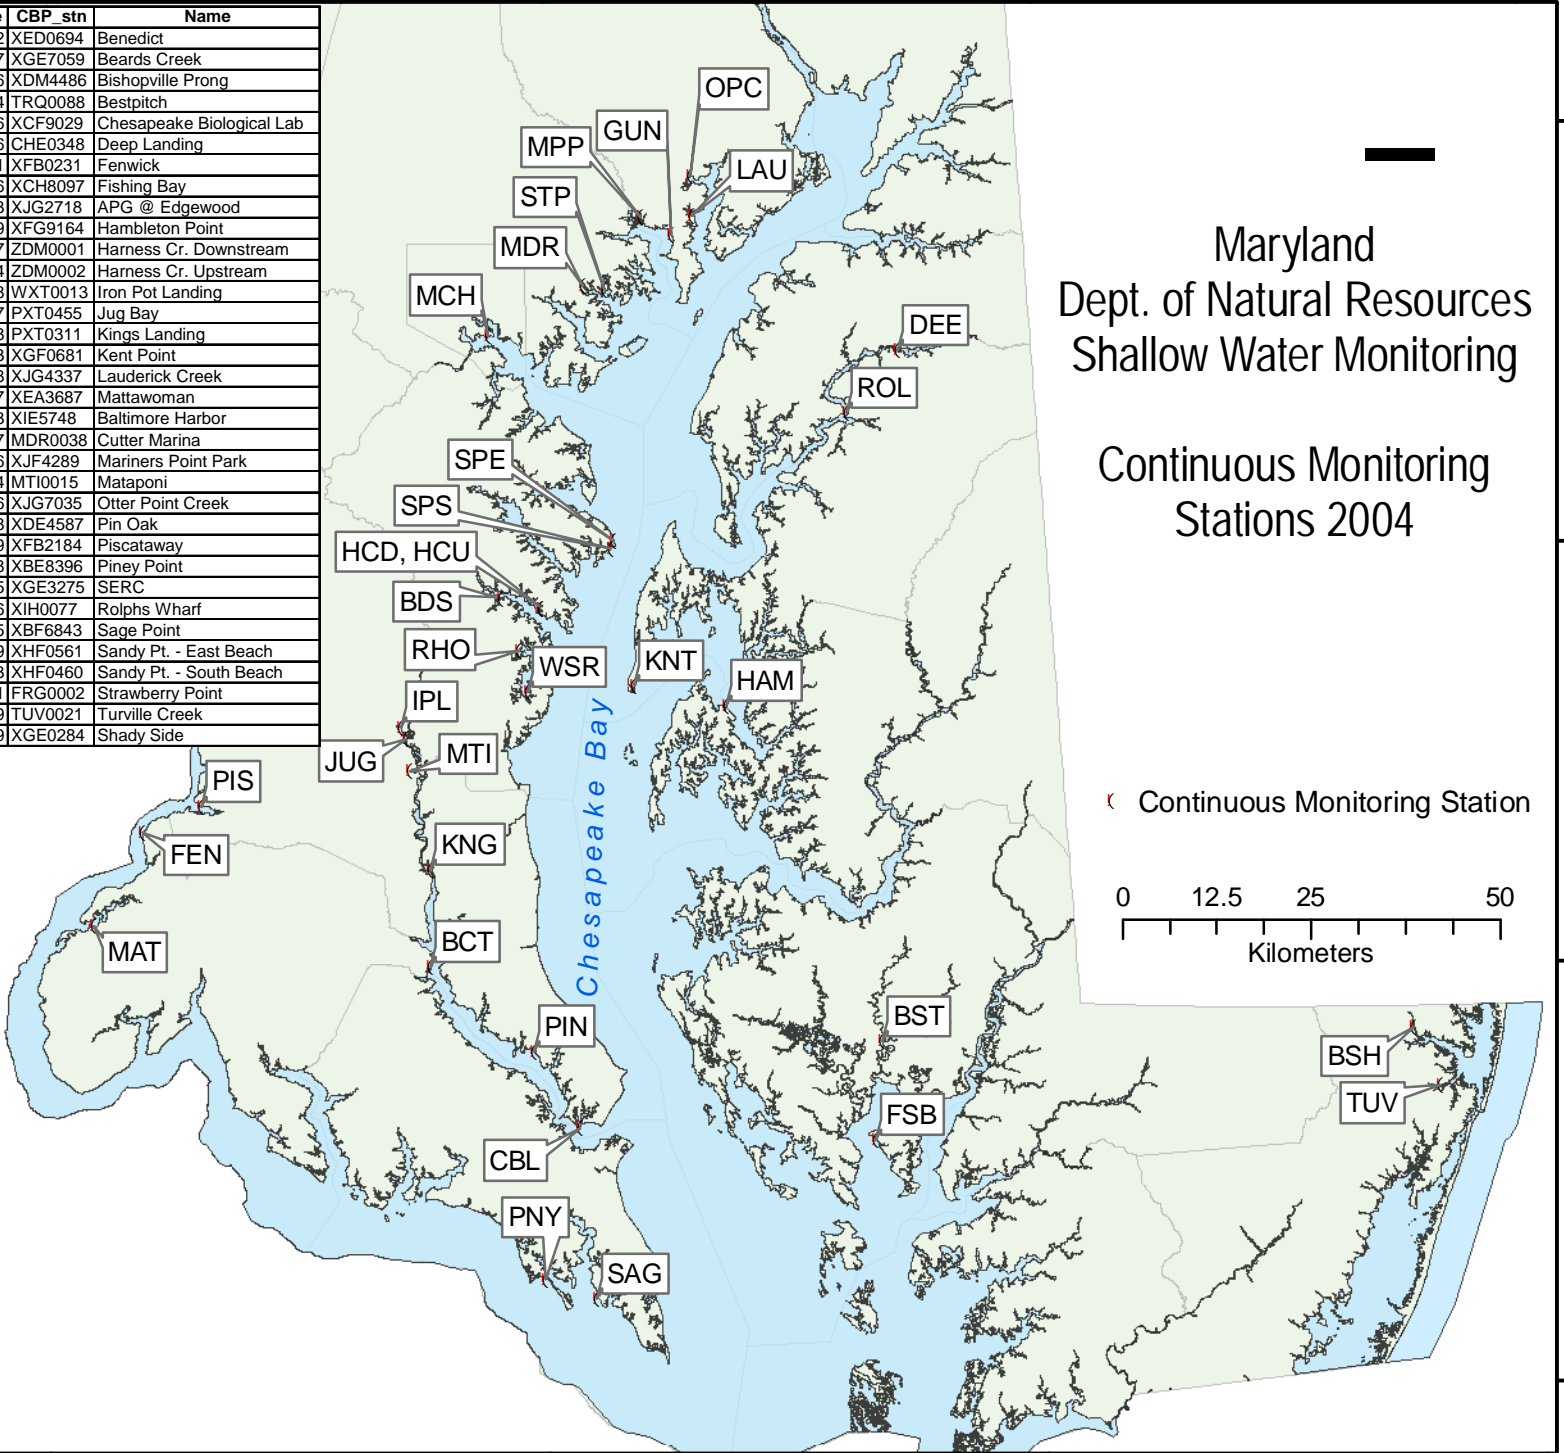 CBP_stn Name
XED0694 Benedict
XGE7059 Beards Creek
XDM4486 Bishopville Prong
TRQ0088 Bestpitch
XCF9029 Chesapeake Biological Lab
CHE0348 Deep Landing
XFB0231 Fenwick
XCH8097 Fishing Bay
XJG2718 APG @ Edgewood
XFG9164 Hambleton Point
ZDM0001 Harness Cr. Downstream
ZDM0002 Harness Cr. Upstream
WXT0013 Iron Pot Landing
PXT0455 Jug Bay
PXT0311 Kings Landing
XGF0681 Kent Point
XJG4337 Lauderick Creek
XEA3687 Mattawoman
XIE5748 Baltimore Harbor
MDR0038 Cutter Marina
XJF4289 Mariners Point Park
MTI0015 Mataponi
XJG7035 Otter Point Creek
XDE4587 Pin Oak
XFB2184 Piscataway
XBE8396 Piney Point
XGE3275 SERC
XIH0077 Rolphs Wharf
XBF6843 Sage Point
XHF0561 Sandy Pt. - East Beach
XHF0460 Sandy Pt. - South Beach
FRG0002 Strawberry Point
TUV0021 Turville Creek
XGE0284 Shady Side
Maryland
Dept. of Natural Resources
Shallow Water Monitoring
Continuous Monitoring
Stations 2004
OPC
GUN
MPP
LAU
STP
MDR
MCH
DEE
ROL
SPE
SPS
HCD, HCU
BDS
RHO
WSR
KNT
HAM
IPL
JUG
MTI
PIS
FEN
KNG
MAT
BCT
Chesapeake Bay
PIN
BST
BSH
TUV
FSB
CBL
PNY
SAG
Continuous Monitoring Station
0 12.5 25 50
Kilometers